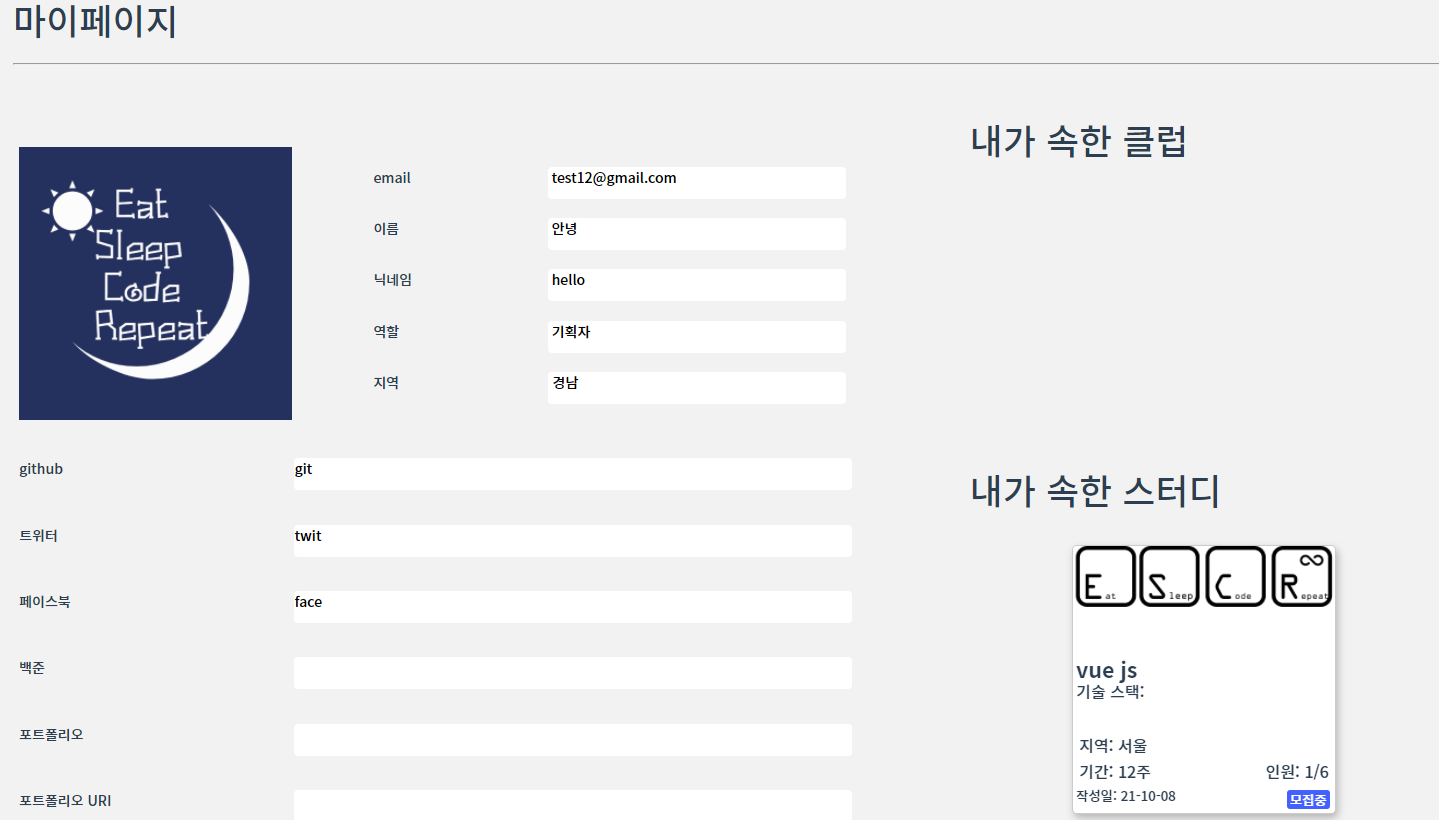 마이페이지
Eat
Sleep
Code
Repeat
email test12@gmail.com
이름 안녕
닉네임 hello
역할 기획자
지역 경남
github git
트위터 twit
페이스북 face
백준
포트폴리오
포트폴리오 URI
내가 속한 클럽
내가 속한 스터디
Eat Sleep Code Repeat
vue js
기술 스택:
지역: 서울
기간: 12주 인원: 1/6
작성일: 21-10-08 모집중